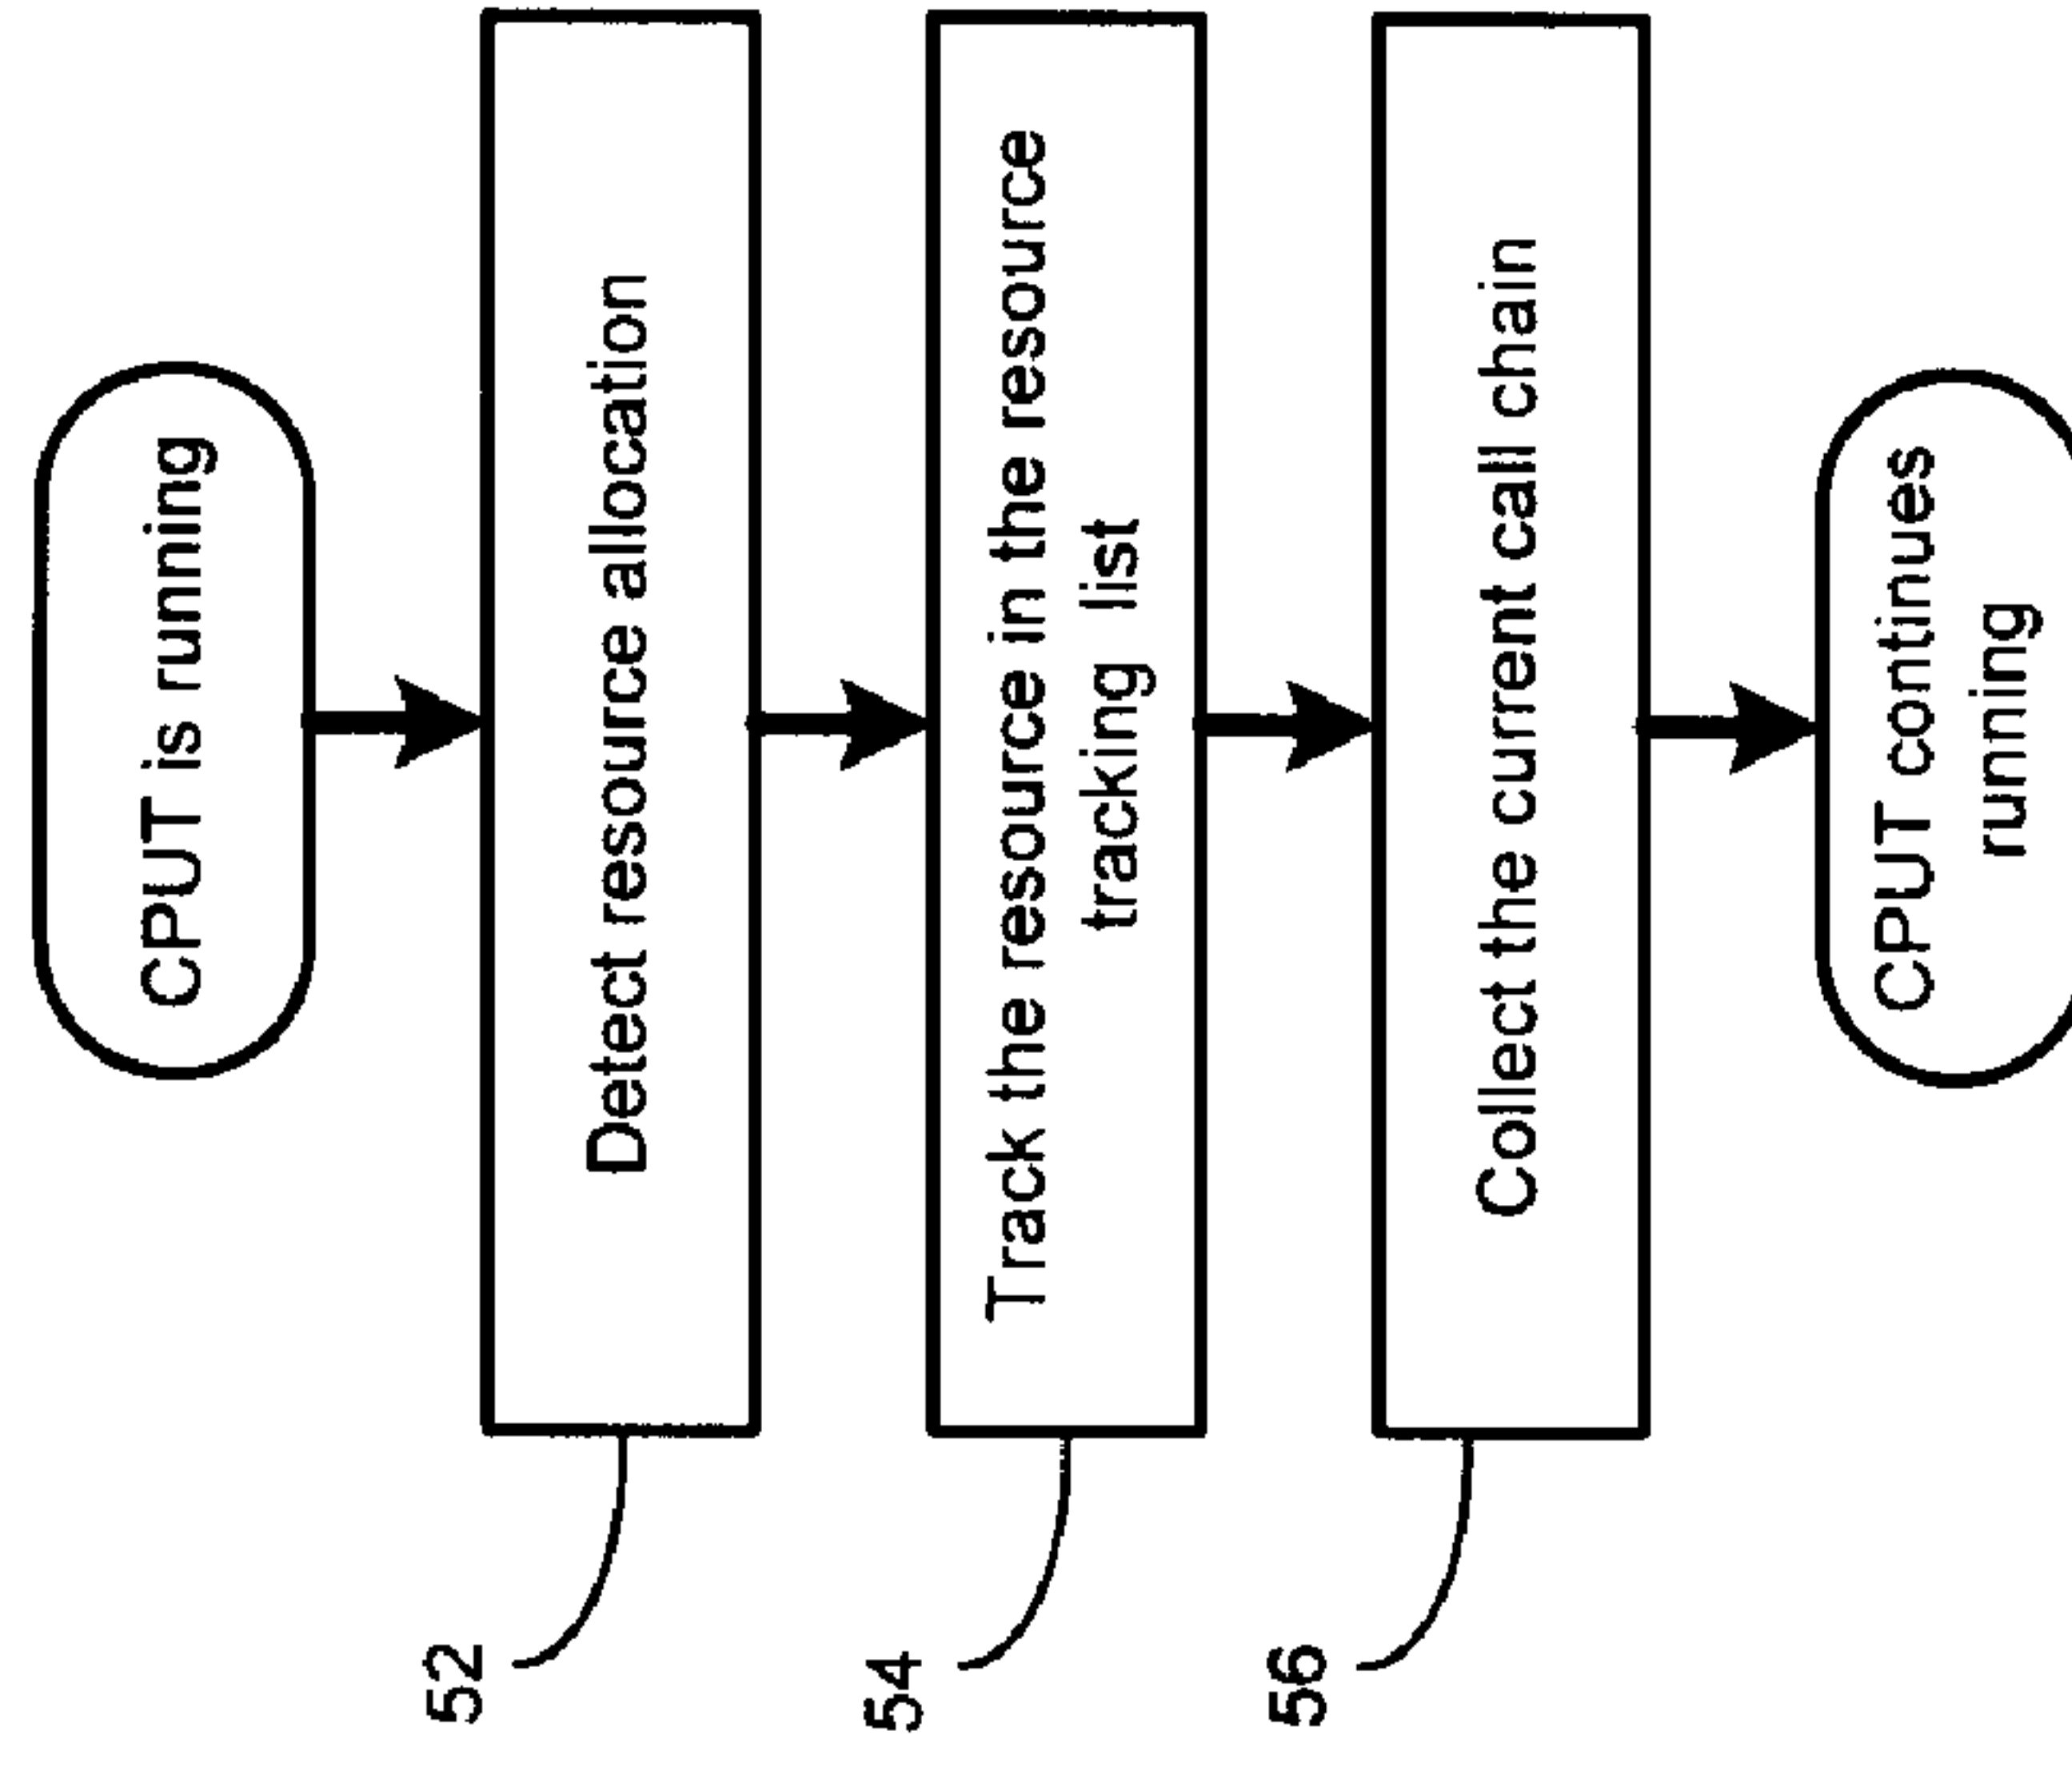 CPUT is running
52
Detect resource allocation
54
Track the resource in the resource
tracking list
56
Collect the current call chain
CPUT continues
running